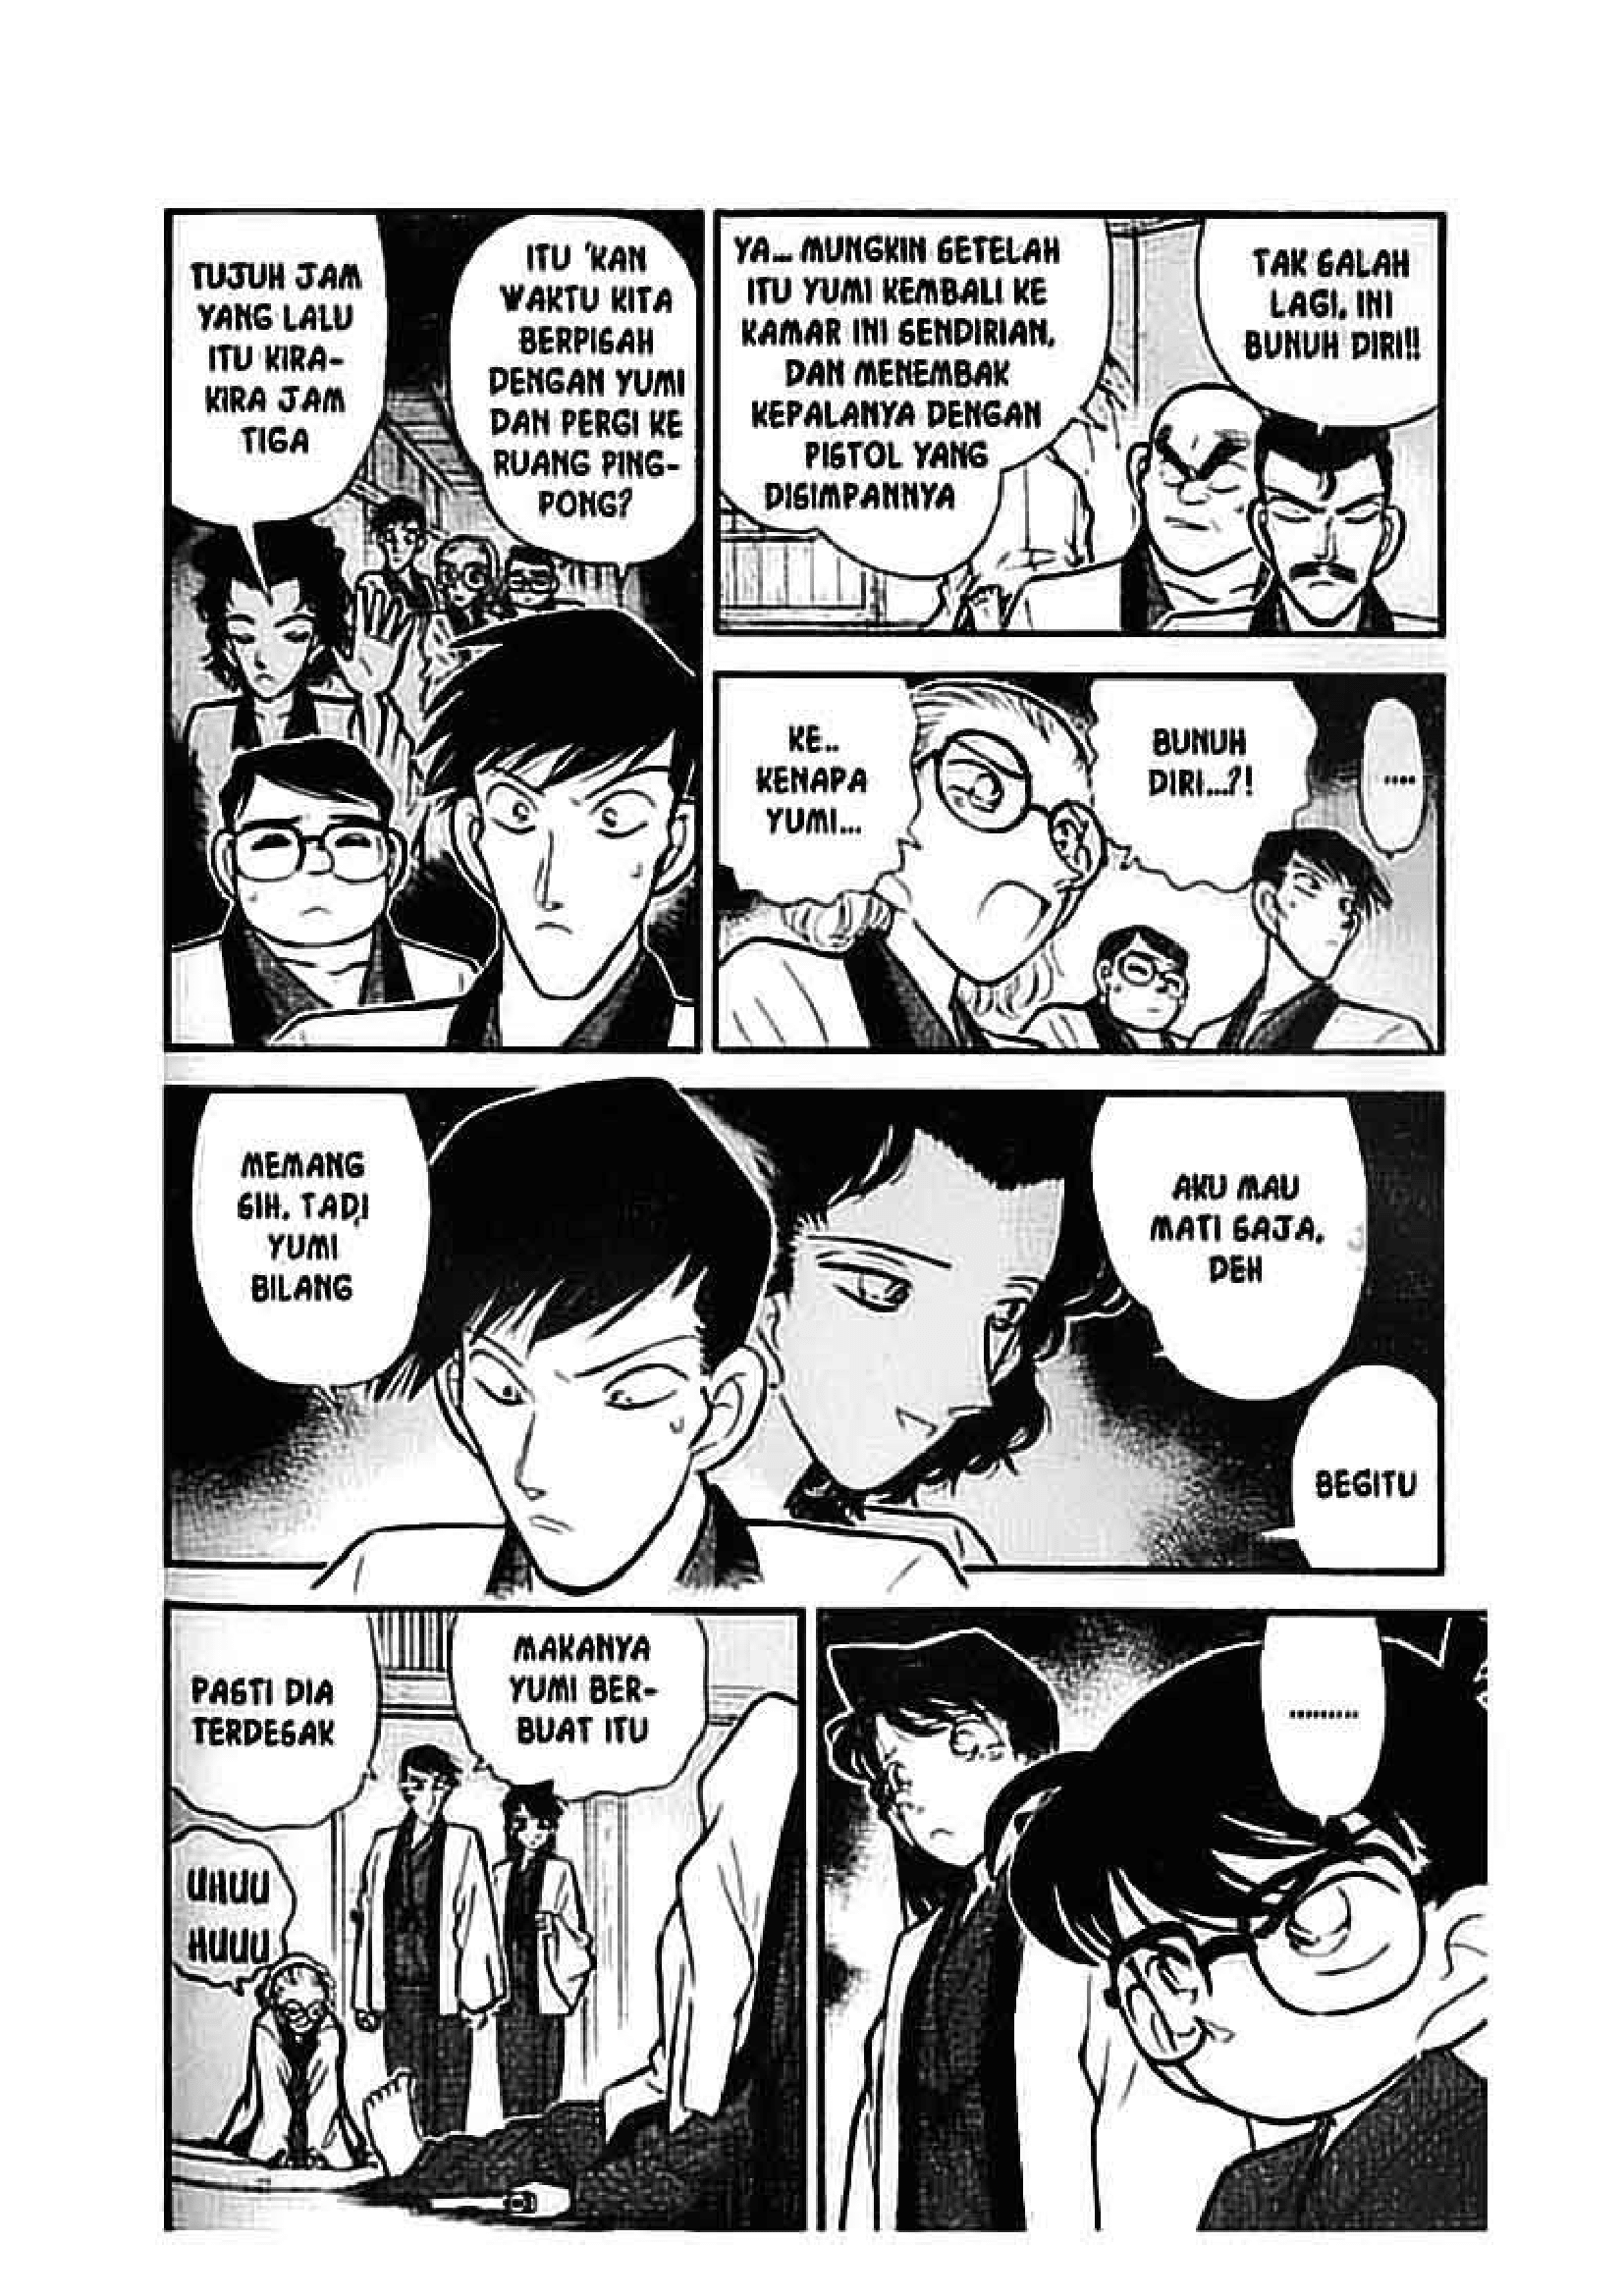 TUJUH JAM
YANG LALU
ITU KIRA-
KIRA JAM
TIGA
ITU 'KAN
WAKTU KITA
BERPISAH
DENGAN YUMI
DAN PERGI KE
RUANG PING-
PONG?
YA... MUNGKIN SETELAH
ITU YUMI KEMBALI KE
KAMAR INI SENDIRIAN,
DAN MENEMBAK
KEPALANYA DENGAN
PISTOL YANG
DISIMPANNYA
TAK SALAH
LAGI, INI
BUNUH DIRI!!
KE..
KENAPA
YUMI...
BUNUH
DIRI...?!
....
MEMANG
SIH, TADI
YUMI
BILANG
AKU MAU
MATI SAJA,
DEH
BEGITU
PASTI DIA
TERDESAK
MAKANYA
YUMI BER-
BUAT ITU
UHUU
HUUU
.........